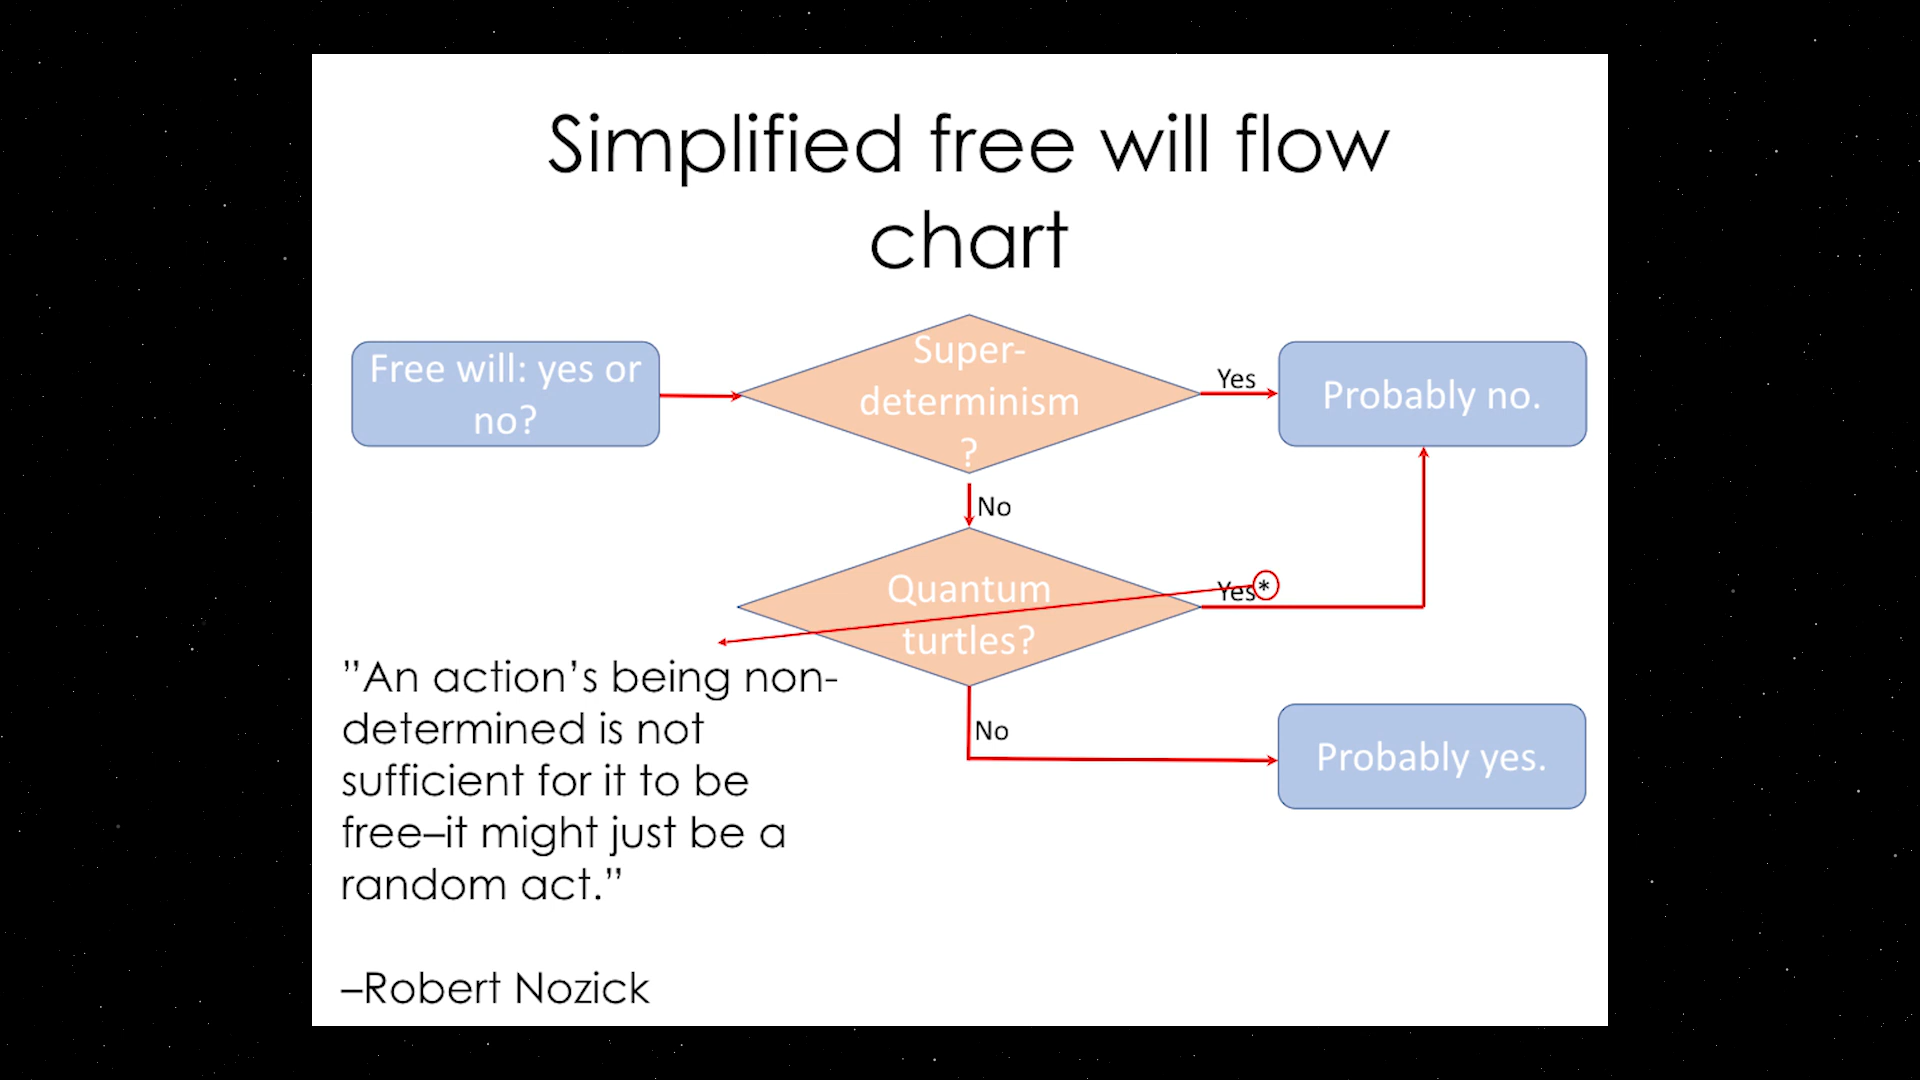 Simplified free will flow
chart
Free will: yes or
no?
Super-
determinism
?
Yes
Probably no.
No
Quantum
turtles?
Yes*
No
Probably yes.
”An action’s being non-
determined is not
sufficient for it to be
free–it might just be a
random act.”
–Robert Nozick